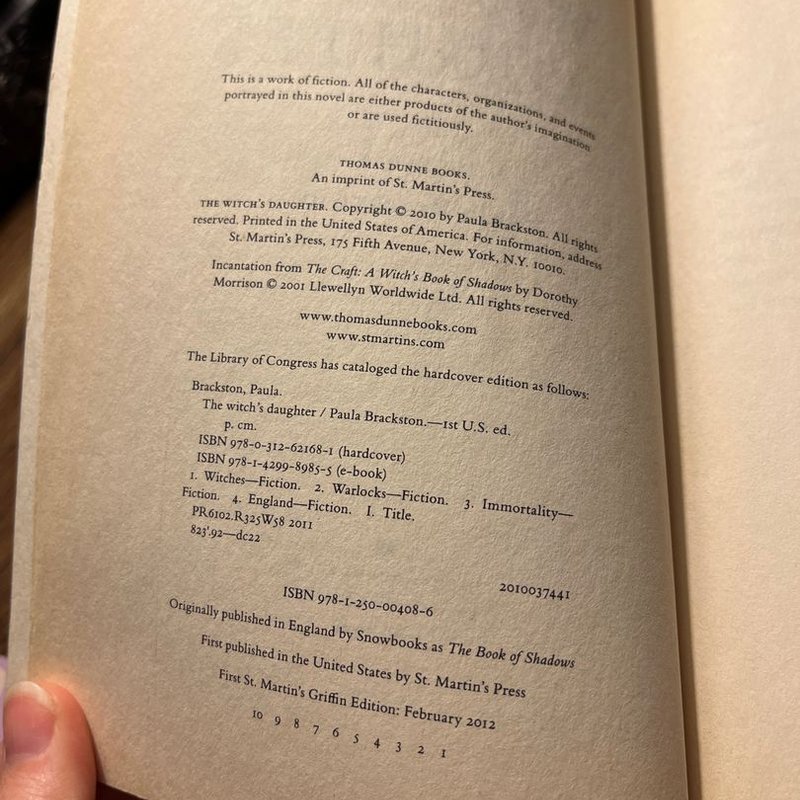 This is a work of fiction. All of the characters, organizations, and events
portrayed in this novel are either products of the author's imagination
or are used fictitiously.
THOMAS DUNNE BOOKS.
An imprint of St. Martin's Press.
THE WITCH'S DAUGHTER. Copyright © 2010 by Paula Brackston. All rights
reserved. Printed in the United States of America. For information, address
St. Martin's Press, 175 Fifth Avenue, New York, N.Y. 10010.
Incantation from The Craft: A Witch's Book of Shadows by Dorothy
Morrison © 2001 Llewellyn Worldwide Ltd. All rights reserved.
www.thomasdunnebooks.com
www.stmartins.com
The Library of Congress has cataloged the hardcover edition as follows:
Brackston, Paula.
The witch's daughter / Paula Brackston.—1st U.S. ed.
p. cm.
ISBN 978-0-312-62168-1 (hardcover)
ISBN 978-1-4299-8985-5 (e-book)
1. Witches—Fiction. 2. Warlocks—Fiction. 3. Immortality—
Fiction. 4. England—Fiction. I. Title.
PR6102.R325W58 2011
823'.92—dc22
2010037441
ISBN 978-1-250-00408-6
Originally published in England by Snowbooks as The Book of Shadows
First published in the United States by St. Martin's Press
First St. Martin's Griffin Edition: February 2012
10 9 8 7 6 5 4 3 2 1